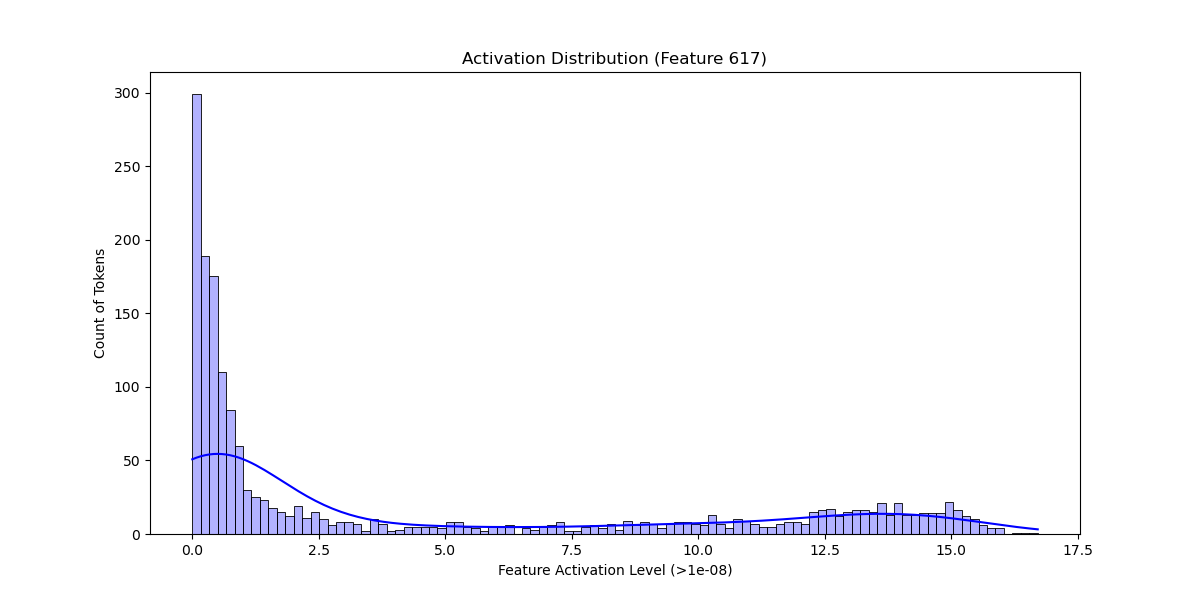 Activation Distribution (Feature 617)
300
250
200
150
100
50
0
Count of Tokens
0.0 2.5 5.0 7.5 10.0 12.5 15.0 17.5
Feature Activation Level (>1e-08)